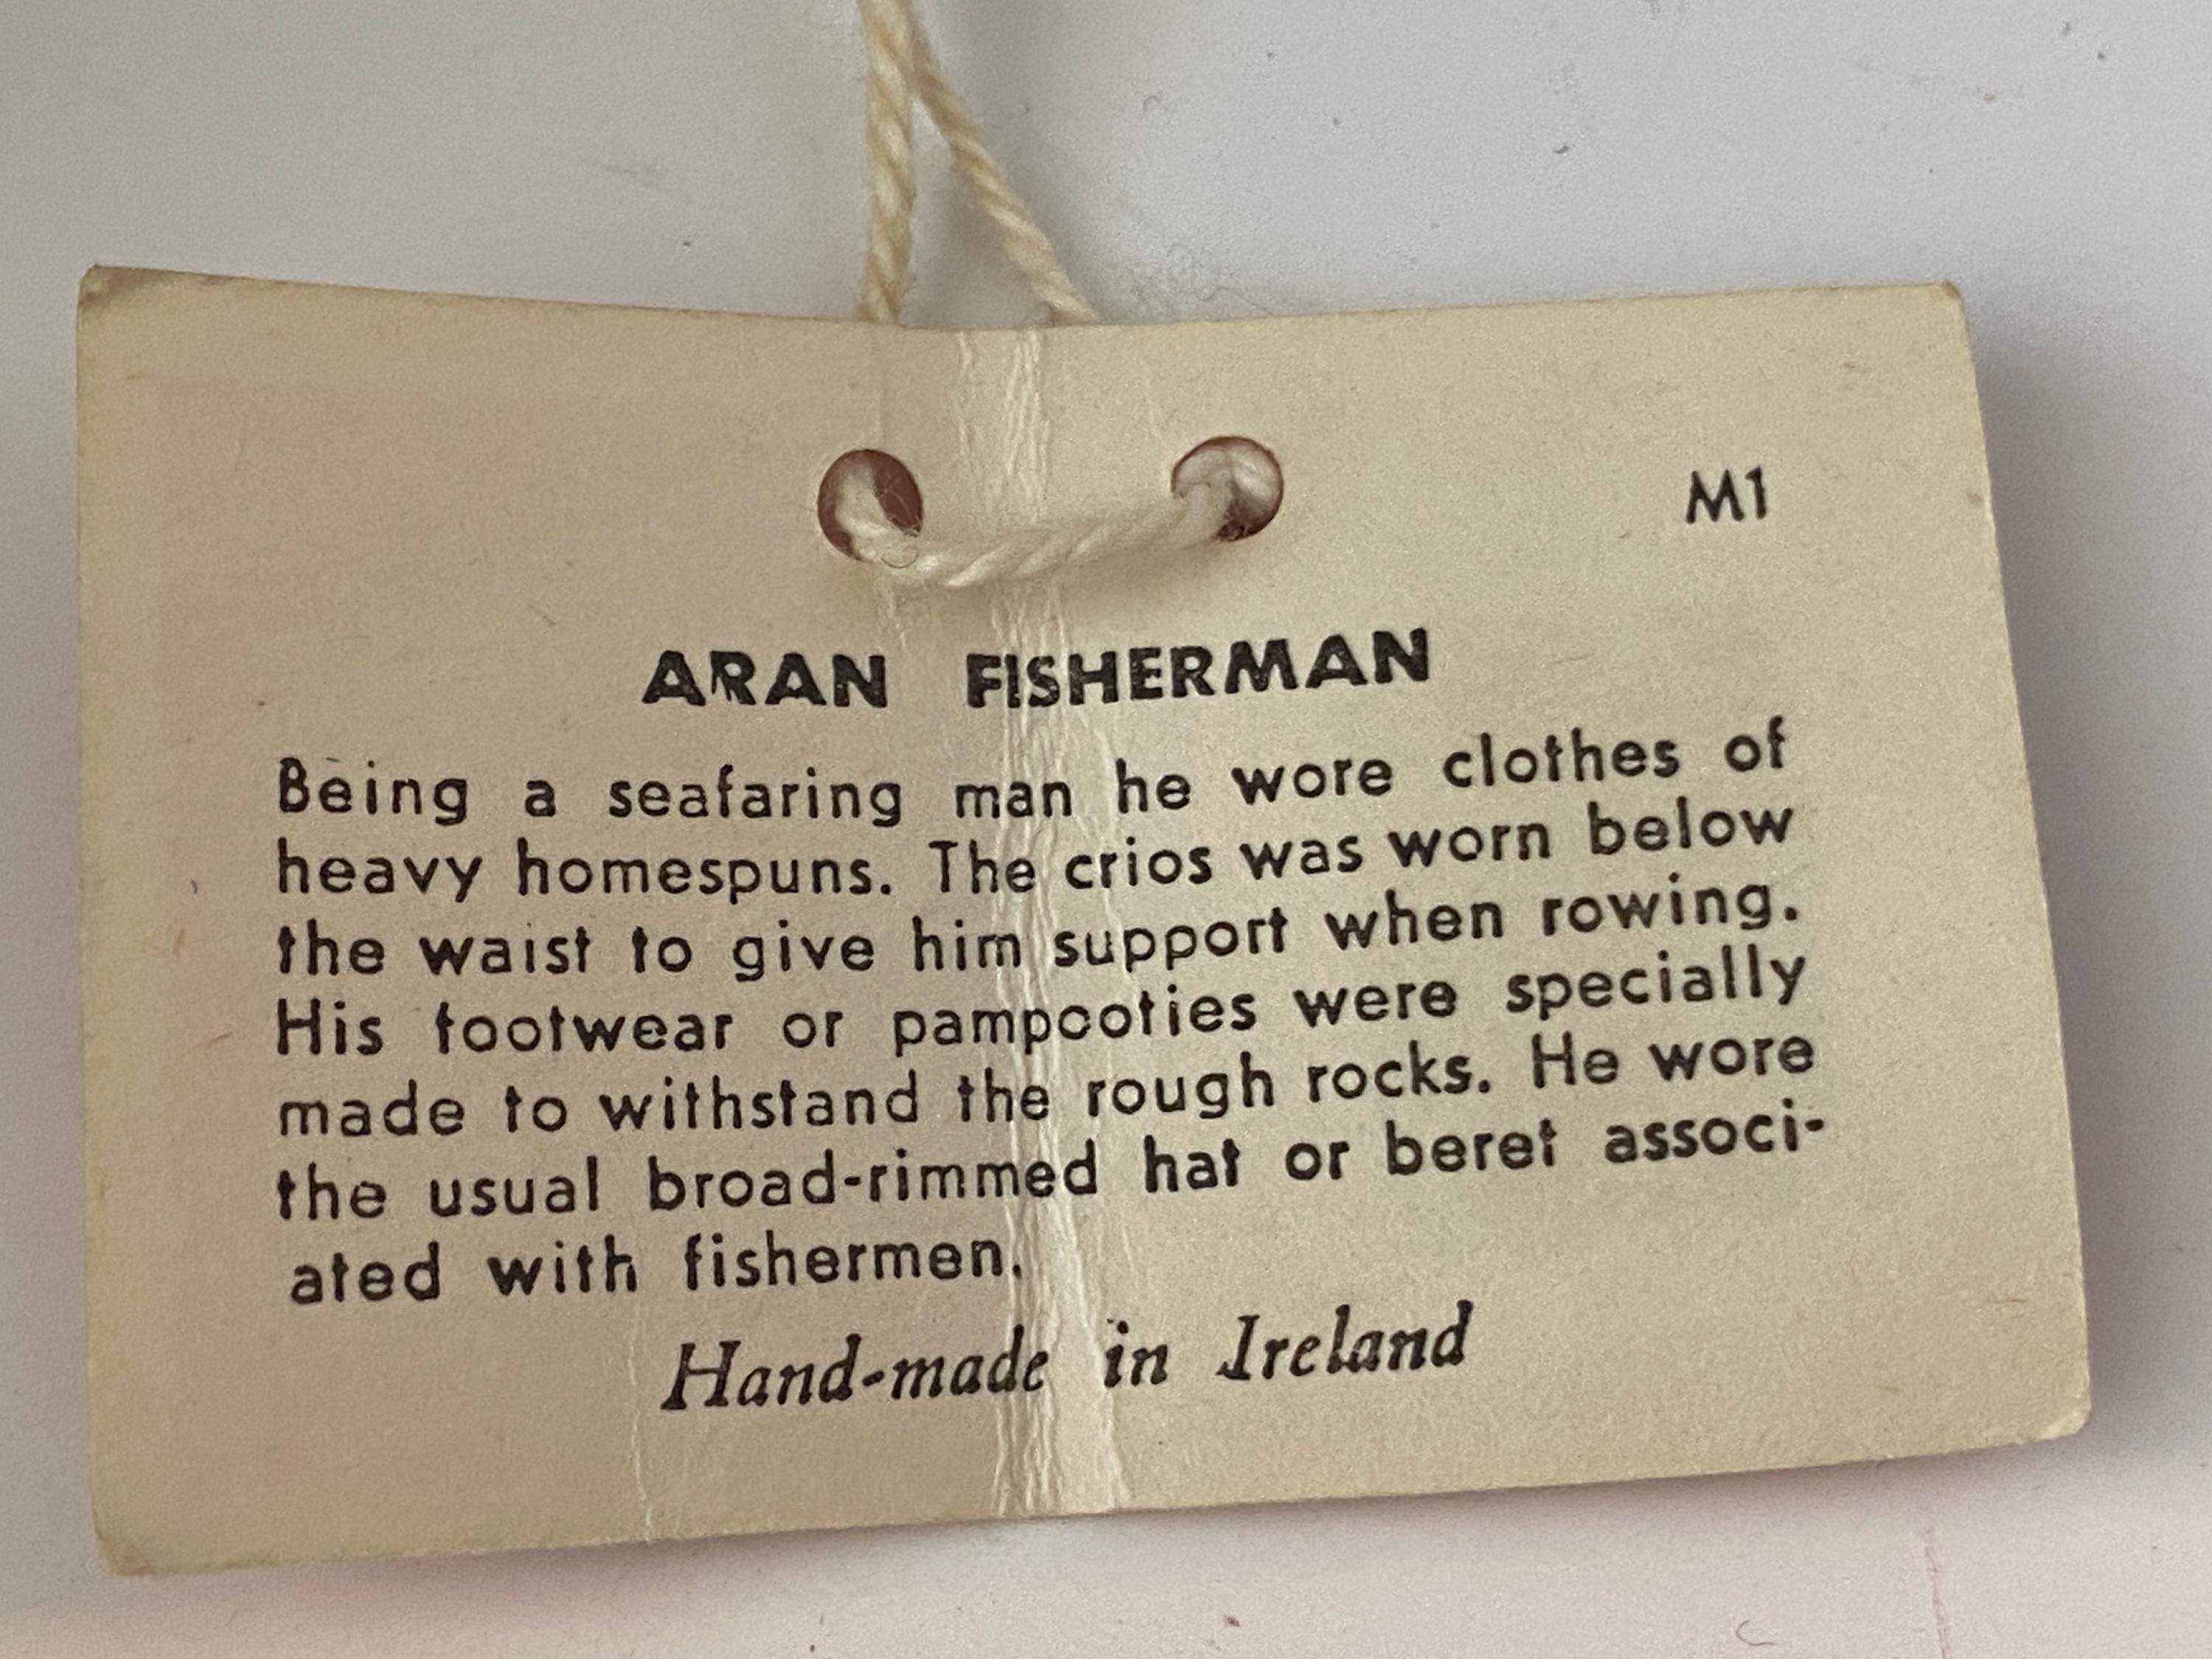 M1
ARAN FISHERMAN
Being a seafaring man he wore clothes of
heavy homespuns. The crios was worn below
the waist to give him support when rowing.
His footwear or pampooties were specially
made to withstand the rough rocks. He wore
the usual broad-rimmed hat or beret associ-
ated with fishermen.
Hand-made in Ireland